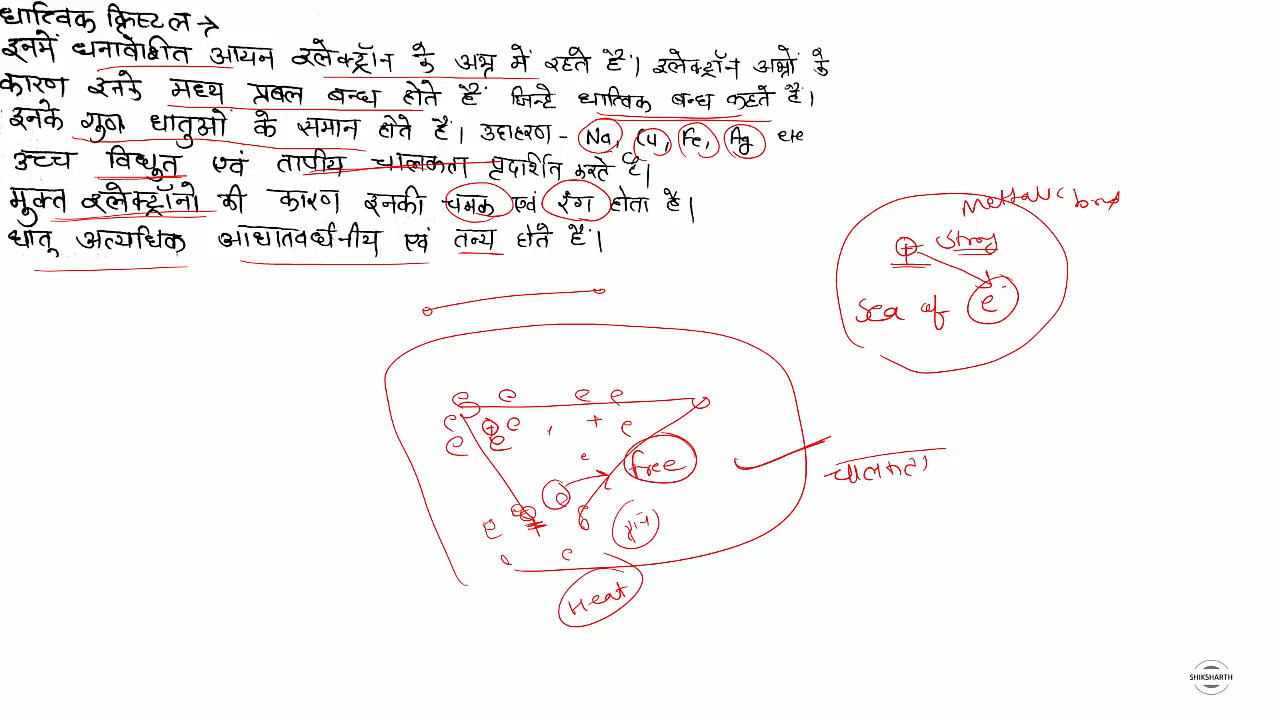 धात्विक क्रिस्टल →
इनमें धनावेशित आयन इलेक्ट्रॉन के अभ्र में रहते है। इलेक्ट्रॉन अभ्रों के
कारण इनके मध्य प्रबल बन्ध होते है जिन्हे धात्विक बन्ध कहते है।
इनके गुण धातुओं के समान होते है। उदाहरण - Na, Cu, Fe, Ag etc
उच्च विधुत एवं तापीय चालकता प्रदर्शित करते है।
मुक्त इलेक्ट्रॉनो की कारण इनकी चमक एवं रंग होता है।
धातु अत्यधिक आघातवर्धनीय एवं तन्य होते है।
Metallic
+ strong
Sea of e-
e e e e
e + e + e
e e
e free
e
e e
Heat
चालकता
SHIKSHARTH